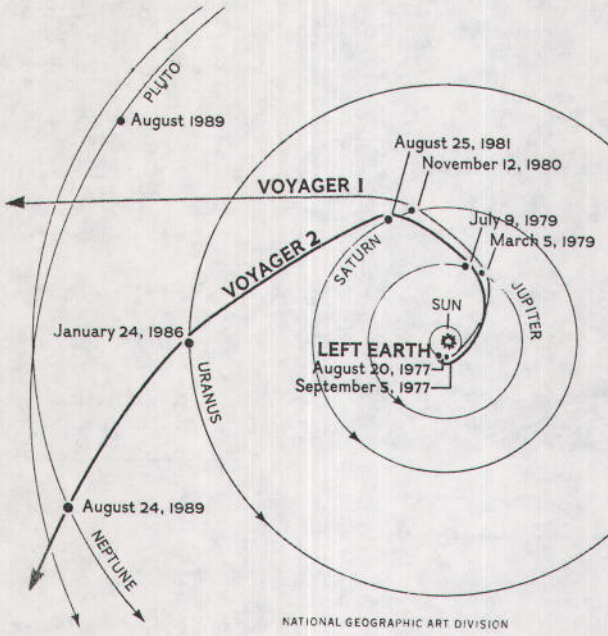 PLUTO
August 1989
August 25, 1981
November 12, 1980
VOYAGER I
July 9, 1979
March 5, 1979
VOYAGER 2
SATURN
JUPITER
SUN
January 24, 1986
LEFT EARTH
August 20, 1977
September 5, 1977
URANUS
August 24, 1989
NEPTUNE
NATIONAL GEOGRAPHIC ART DIVISION